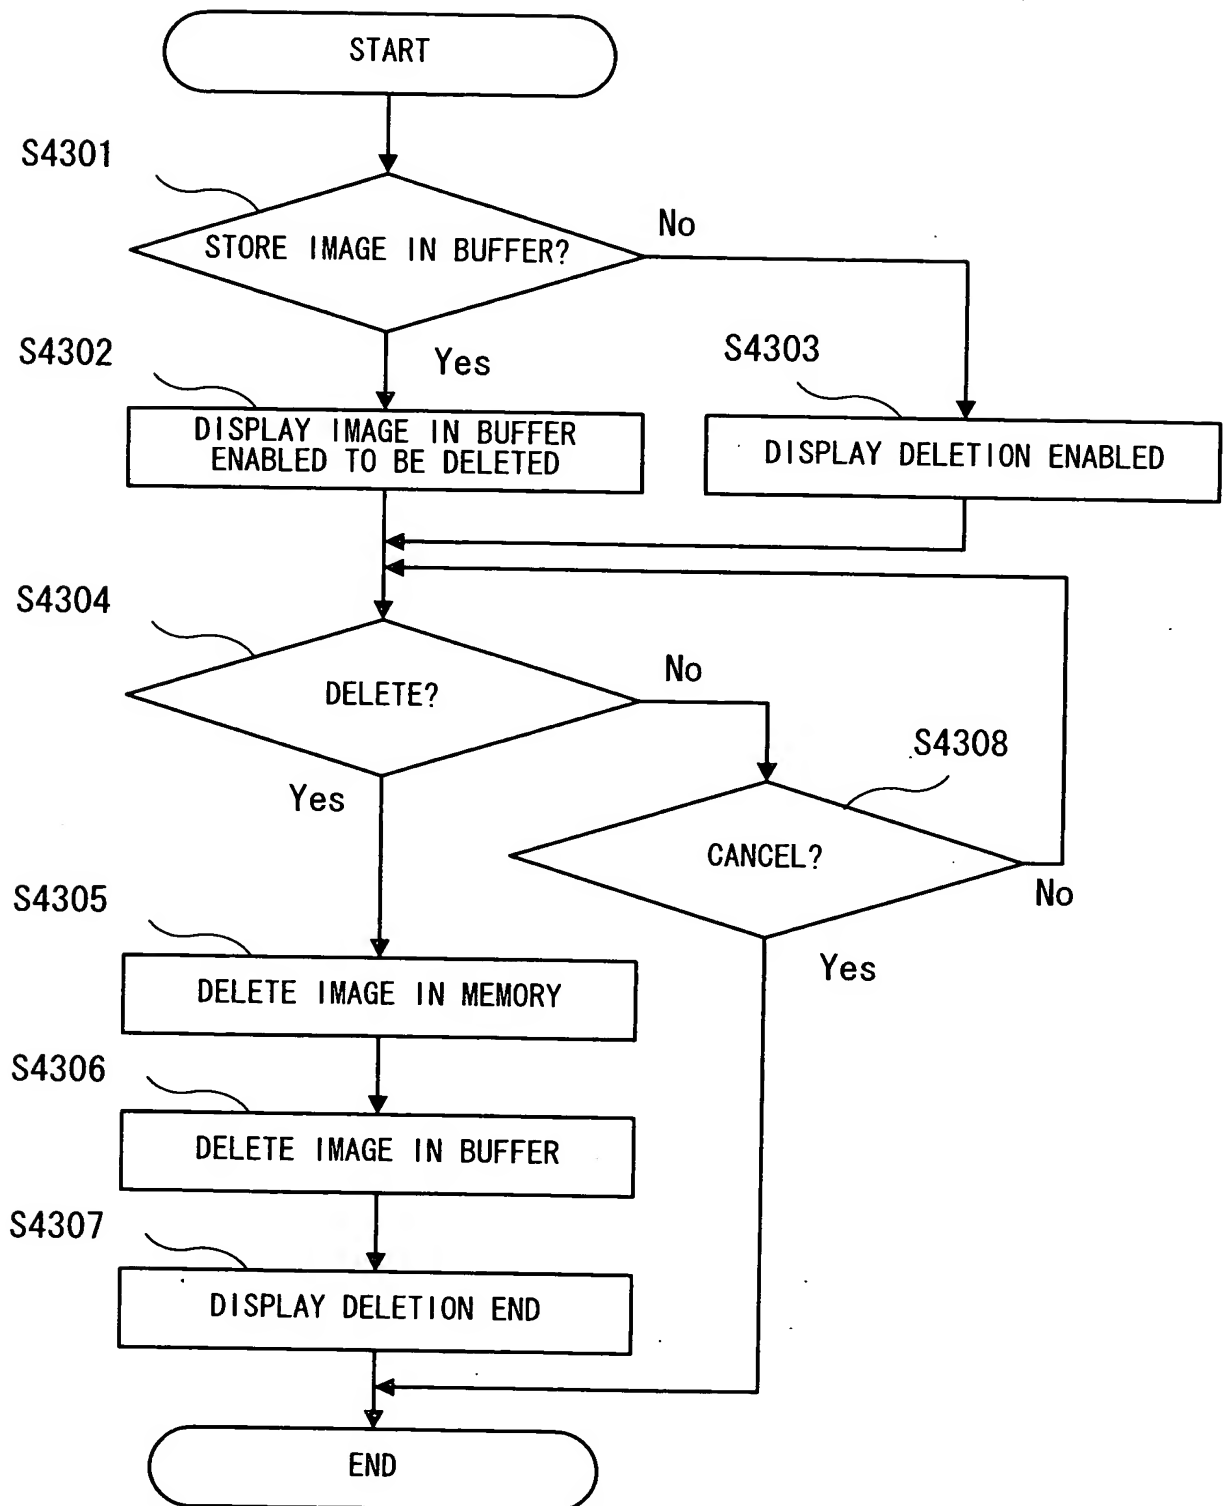 START
S4301
STORE IMAGE IN BUFFER?
No
S4302
Yes
S4303
DISPLAY IMAGE IN BUFFER
ENABLED TO BE DELETED
DISPLAY DELETION ENABLED
S4304
DELETE?
No
S4308
Yes
CANCEL?
No
S4305
Yes
DELETE IMAGE IN MEMORY
S4306
DELETE IMAGE IN BUFFER
S4307
DISPLAY DELETION END
END